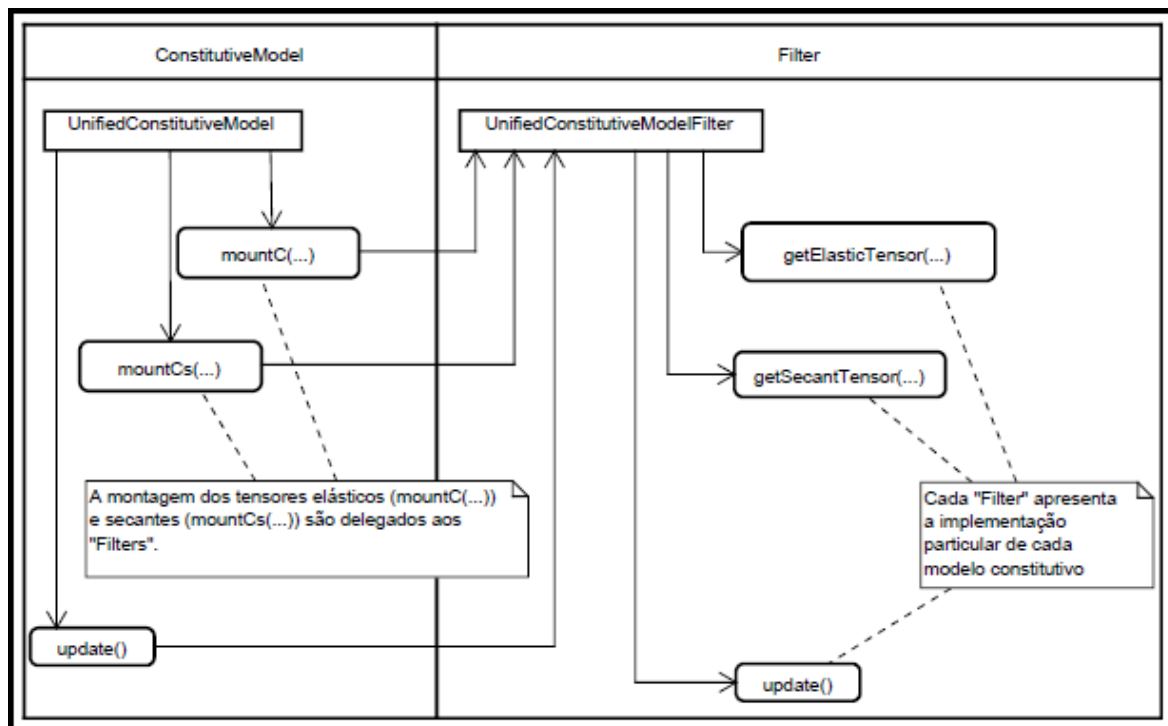 ConstitutiveModel
Filter
UnifiedConstitutiveModel
UnifiedConstitutiveModelFilter
mountC(...)
getElasticTensor(...)
mountCs(...)
getSecantTensor(...)
A montagem dos tensores elásticos (mountC(...))
e secantes (mountCs(...)) são delegados aos
"Filters".
Cada "Filter" apresenta
a implementação
particular de cada
modelo constitutivo
update()
update()